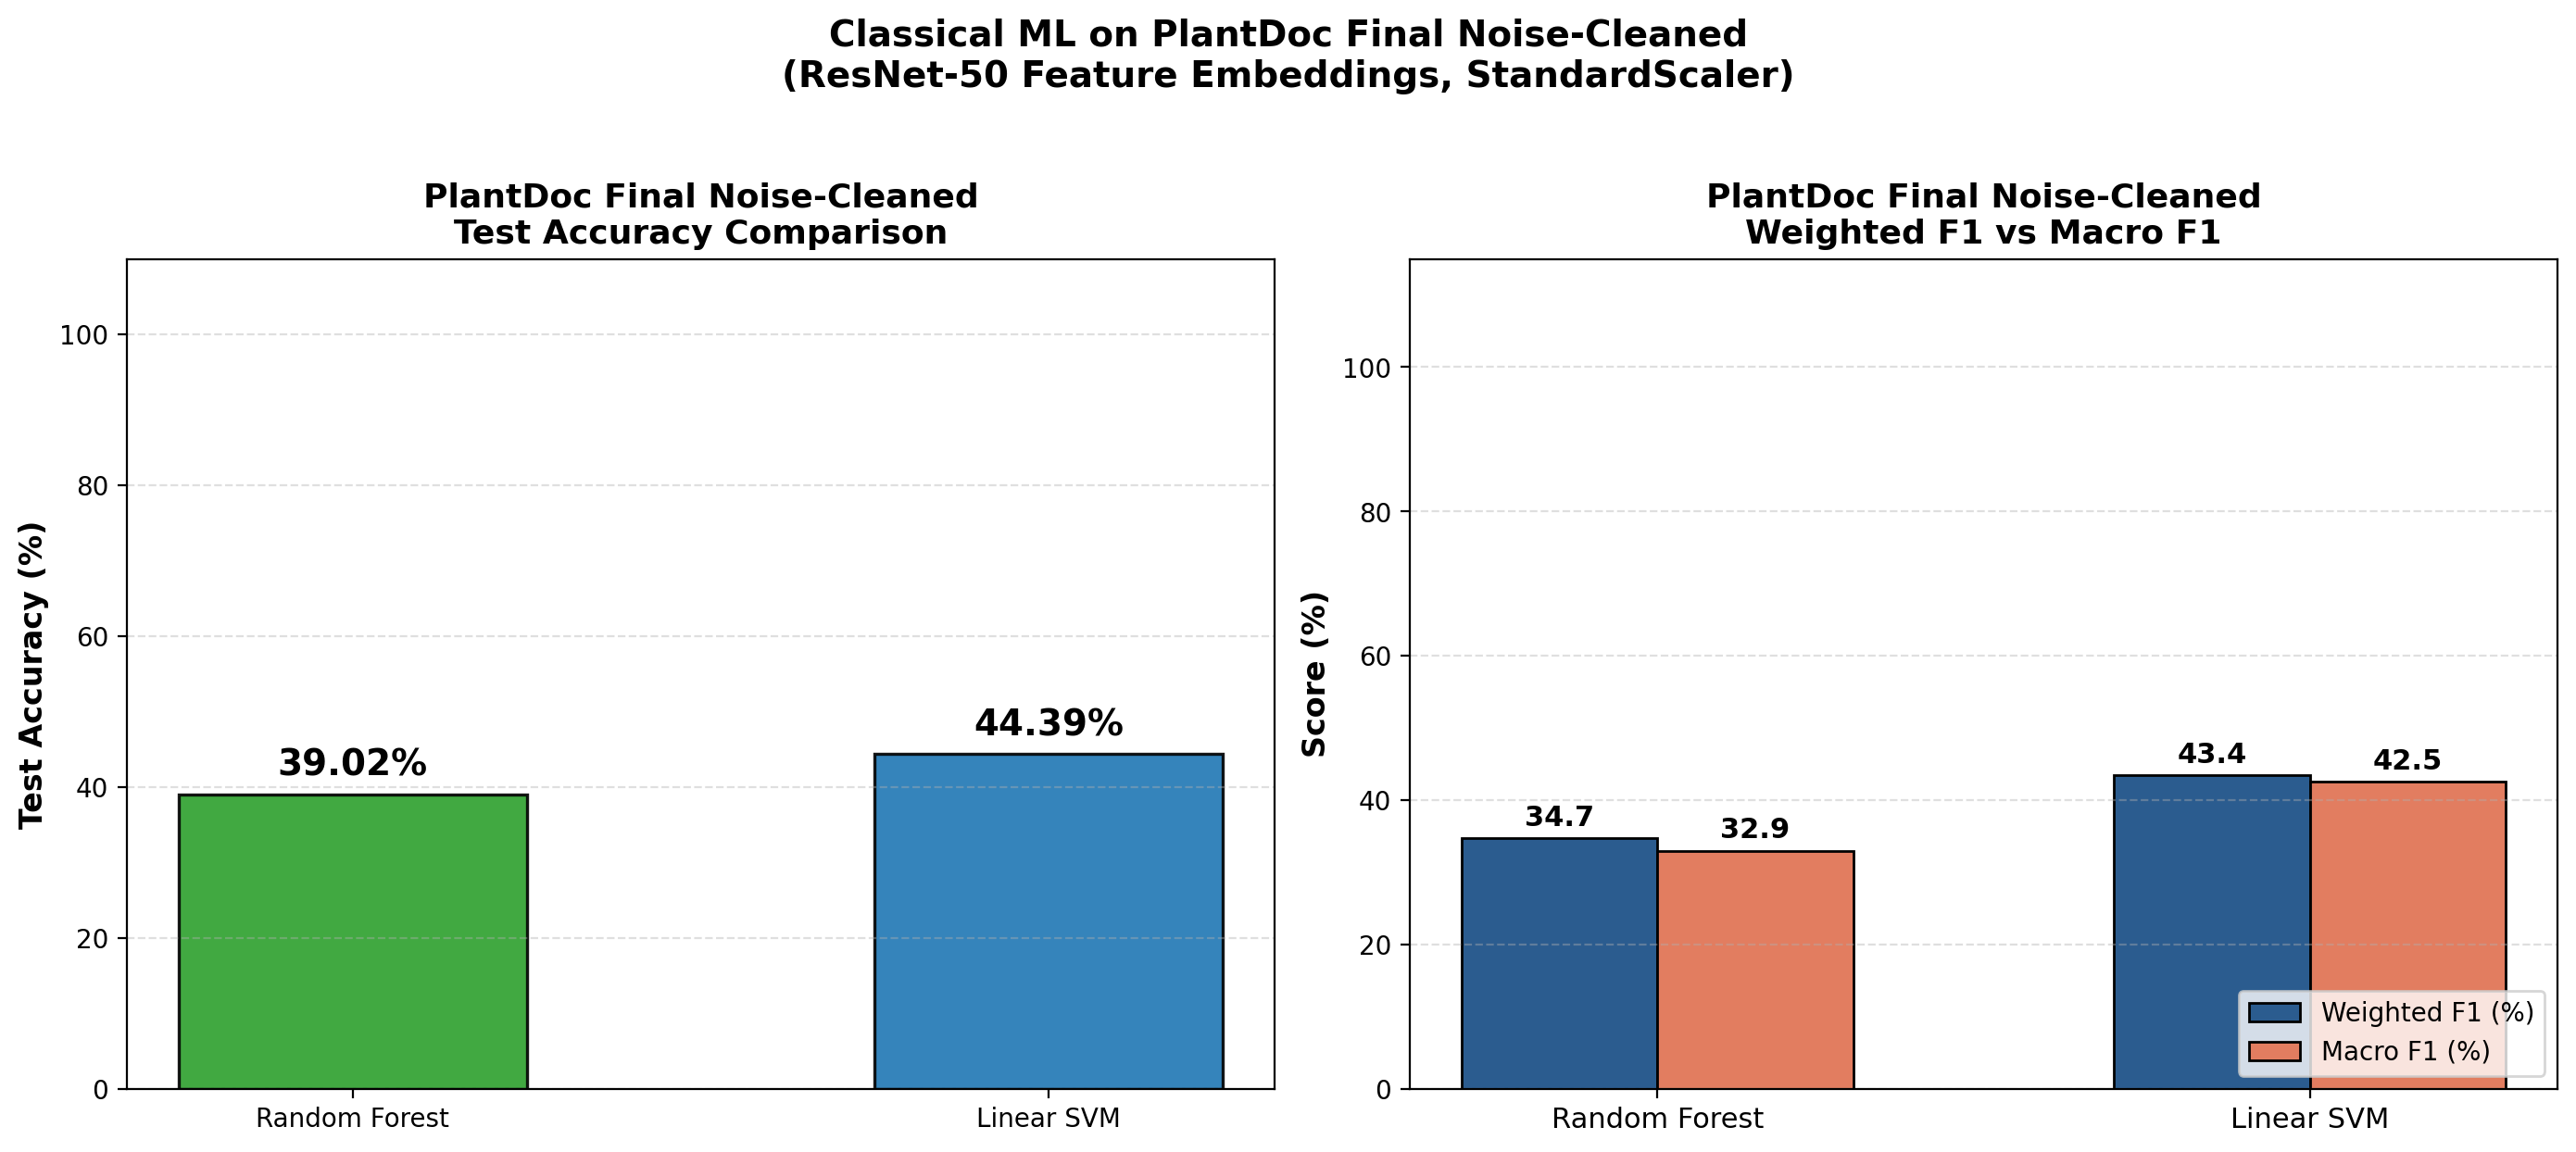 Classical ML on PlantDoc Final Noise-Cleaned
(ResNet-50 Feature Embeddings, StandardScaler)
PlantDoc Final Noise-Cleaned
Test Accuracy Comparison
Test Accuracy (%)
100
80
60
40
20
0
39.02%
44.39%
Random Forest
Linear SVM
PlantDoc Final Noise-Cleaned
Weighted F1 vs Macro F1
Score (%)
100
80
60
40
20
0
34.7
32.9
43.4
42.5
Weighted F1 (%)
Macro F1 (%)
Random Forest
Linear SVM